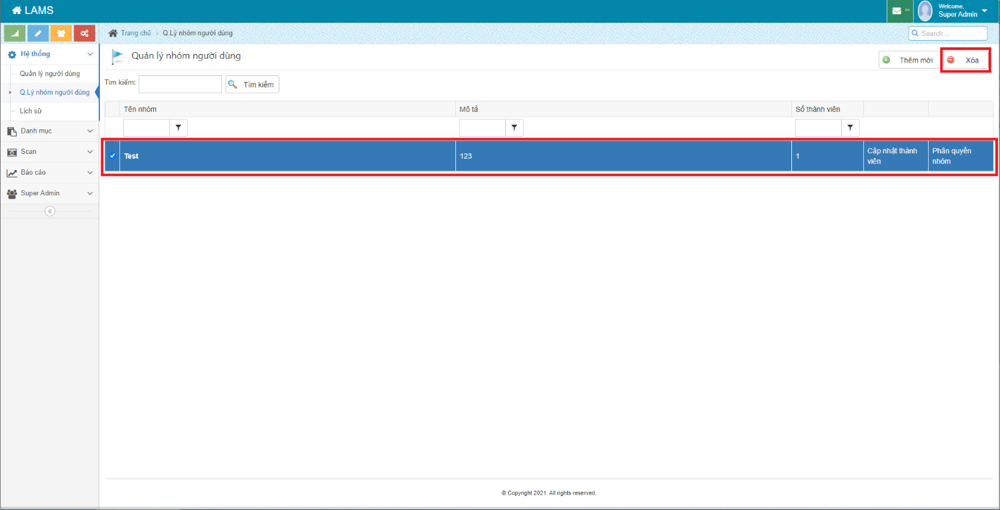 LAMS
Welcome,
Super Admin
Trang chủ
Q.Lý nhóm người dùng
Search ...
Hệ thống
Quản lý người dùng
Q.Lý nhóm người dùng
Lịch sử
Danh mục
Scan
Báo cáo
Super Admin
Quản lý nhóm người dùng
Thêm mới
Xóa
Tìm kiếm:
Tìm kiếm
Tên nhóm
Mô tả
Số thành viên
Test
123
1
Cập nhật thành
viên
Phân quyền
nhóm
© Copyright 2021. All rights reserved.